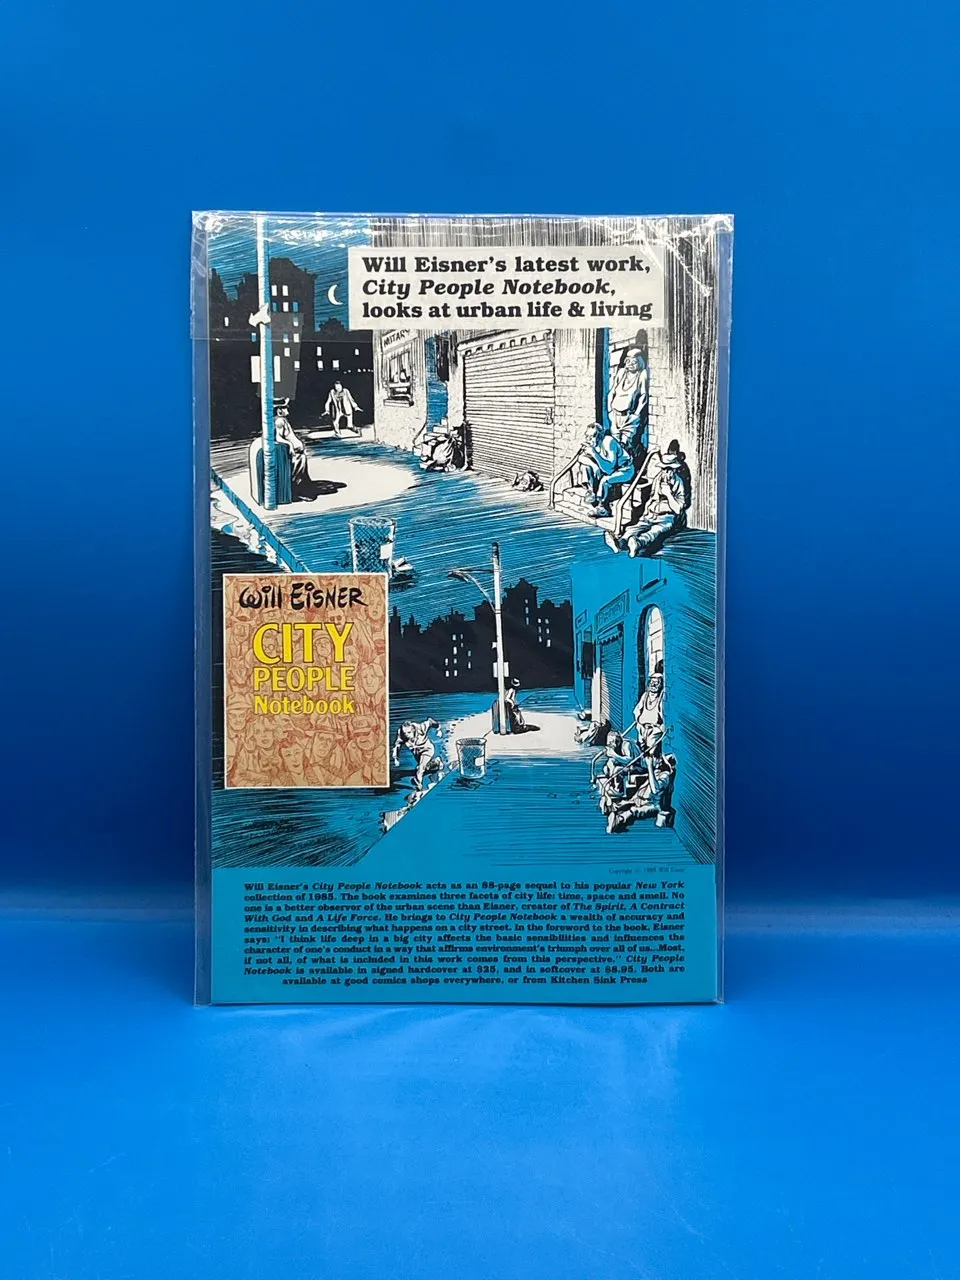 Will Eisner's latest work,
City People Notebook,
looks at urban life & living
MILITARY
Will EisNER
CITY
PEOPLE
Notebook
Copyright © 1989 Will Eisner
Will Eisner's City People Notebook acts as an 88-page sequel to his popular New York
collection of 1985. The book examines three facets of city life: time, space and smell. No
one is a better observer of the urban scene than Eisner, creator of The Spirit, A Contract
With God and A Life Force. He brings to City People Notebook a wealth of accuracy and
sensitivity in describing what happens on a city street. In the foreword to the book, Eisner
says: "I think life deep in a big city affects the basic sensibilities and influences the
character of one's conduct in a way that affirms environment's triumph over all of us...Most,
if not all, of what is included in this work comes from this perspective." City People
Notebook is available in signed hardcover at $25, and in softcover at $8.95. Both are
available at good comics shops everywhere, or from Kitchen Sink Press